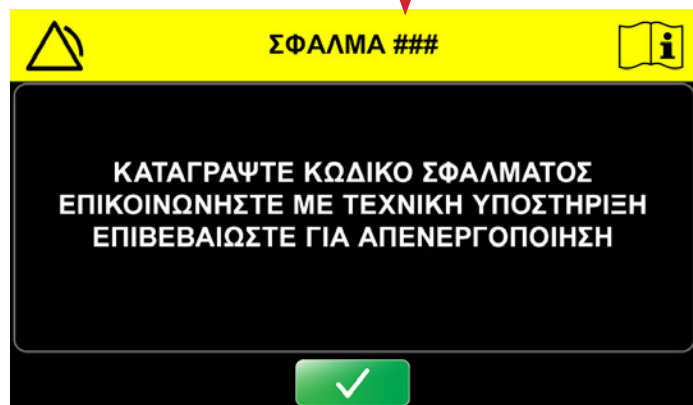 ΣΦΑΛΜΑ ###
i
ΚΑΤΑΓΡΑΨΤΕ ΚΩΔΙΚΟ ΣΦΑΛΜΑΤΟΣ
ΕΠΙΚΟΙΝΩΝΗΣΤΕ ΜΕ ΤΕΧΝΙΚΗ ΥΠΟΣΤΗΡΙΞΗ
ΕΠΙΒΕΒΑΙΩΣΤΕ ΓΙΑ ΑΠΕΝΕΡΓΟΠΟΙΗΣΗ